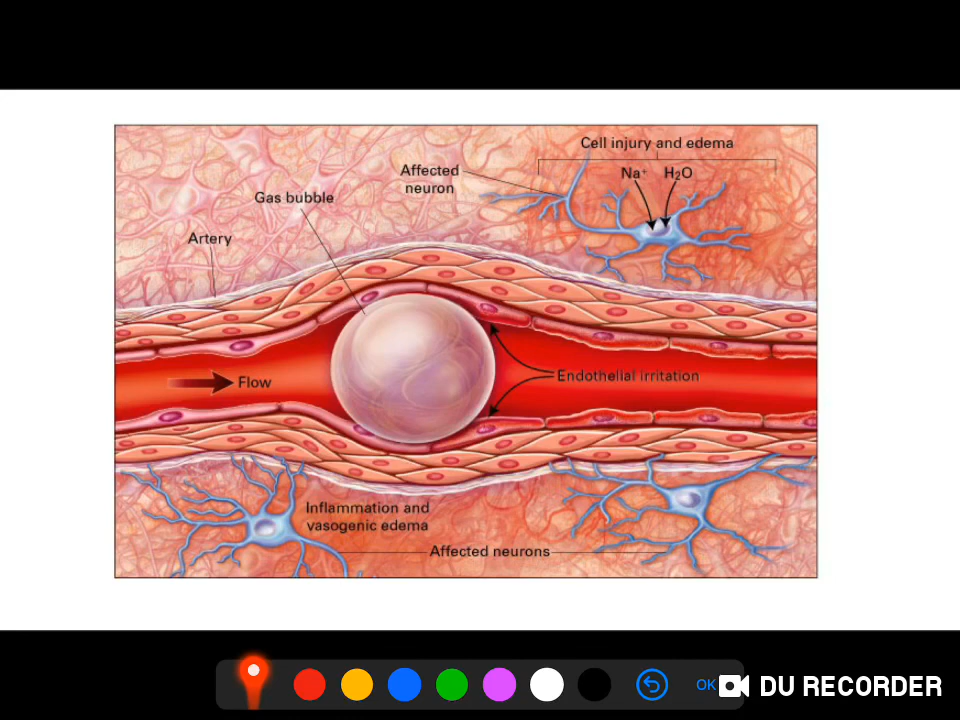 Cell injury and edema
Affected
neuron
Na⁺ H₂O
Gas bubble
Artery
Flow
Endothelial irritation
Inflammation and
vasogenic edema
Affected neurons
OK
DU RECORDER